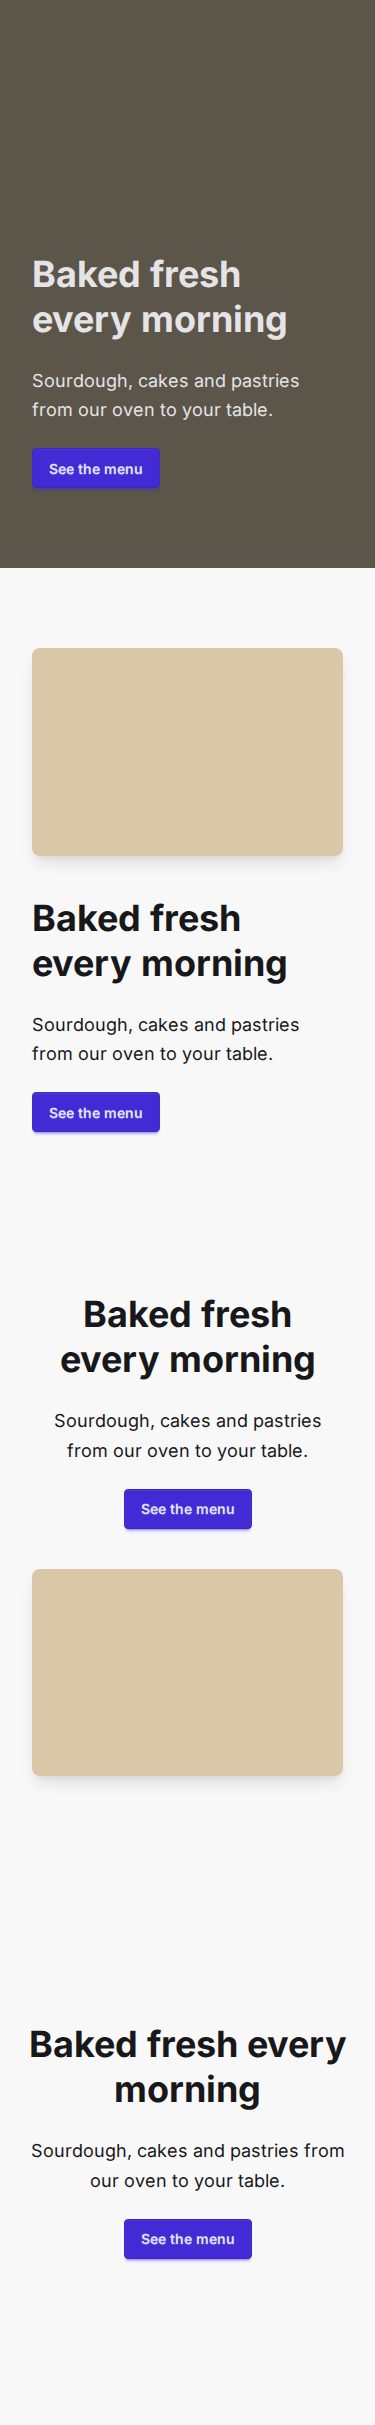 Baked fresh
every morning
Sourdough, cakes and pastries
from our oven to your table.
See the menu
Baked fresh
every morning
Sourdough, cakes and pastries
from our oven to your table.
See the menu
Baked fresh
every morning
Sourdough, cakes and pastries
from our oven to your table.
See the menu
Baked fresh every
morning
Sourdough, cakes and pastries from
our oven to your table.
See the menu